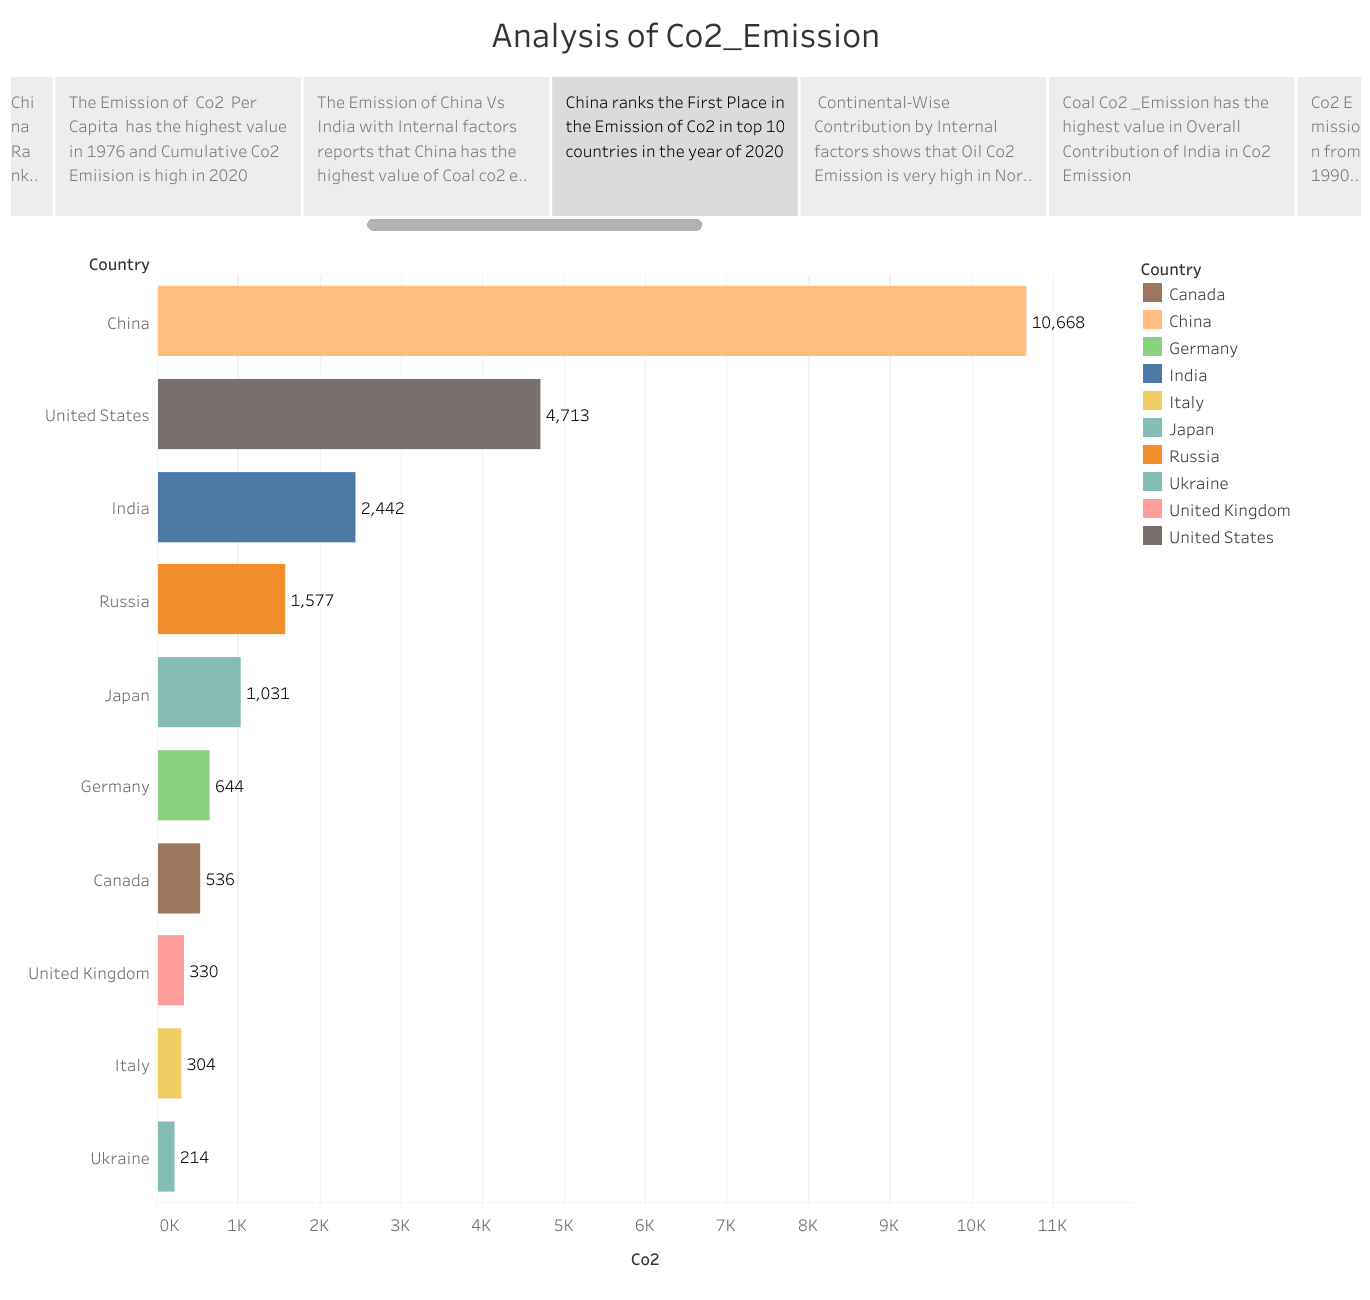 Analysis of Co2_Emission
Chi
na
Ra
nk..
The Emission of Co2 Per
Capita has the highest value
in 1976 and Cumulative Co2
Emiision is high in 2020
The Emission of China Vs
India with Internal factors
reports that China has the
highest value of Coal co2 e..
China ranks the First Place in
the Emission of Co2 in top 10
countries in the year of 2020
Continental-Wise
Contribution by Internal
factors shows that Oil Co2
Emission is very high in Nor..
Coal Co2 _Emission has the
highest value in Overall
Contribution of India in Co2
Emission
Co2 E
missio
n from
1990..
Country
China
10,668
United States
4,713
India
2,442
Russia
1,577
Japan
1,031
Germany
644
Canada
536
United Kingdom
330
Italy
304
Ukraine
214
0K 1K 2K 3K 4K 5K 6K 7K 8K 9K 10K 11K
Co2
Country
Canada
China
Germany
India
Italy
Japan
Russia
Ukraine
United Kingdom
United States